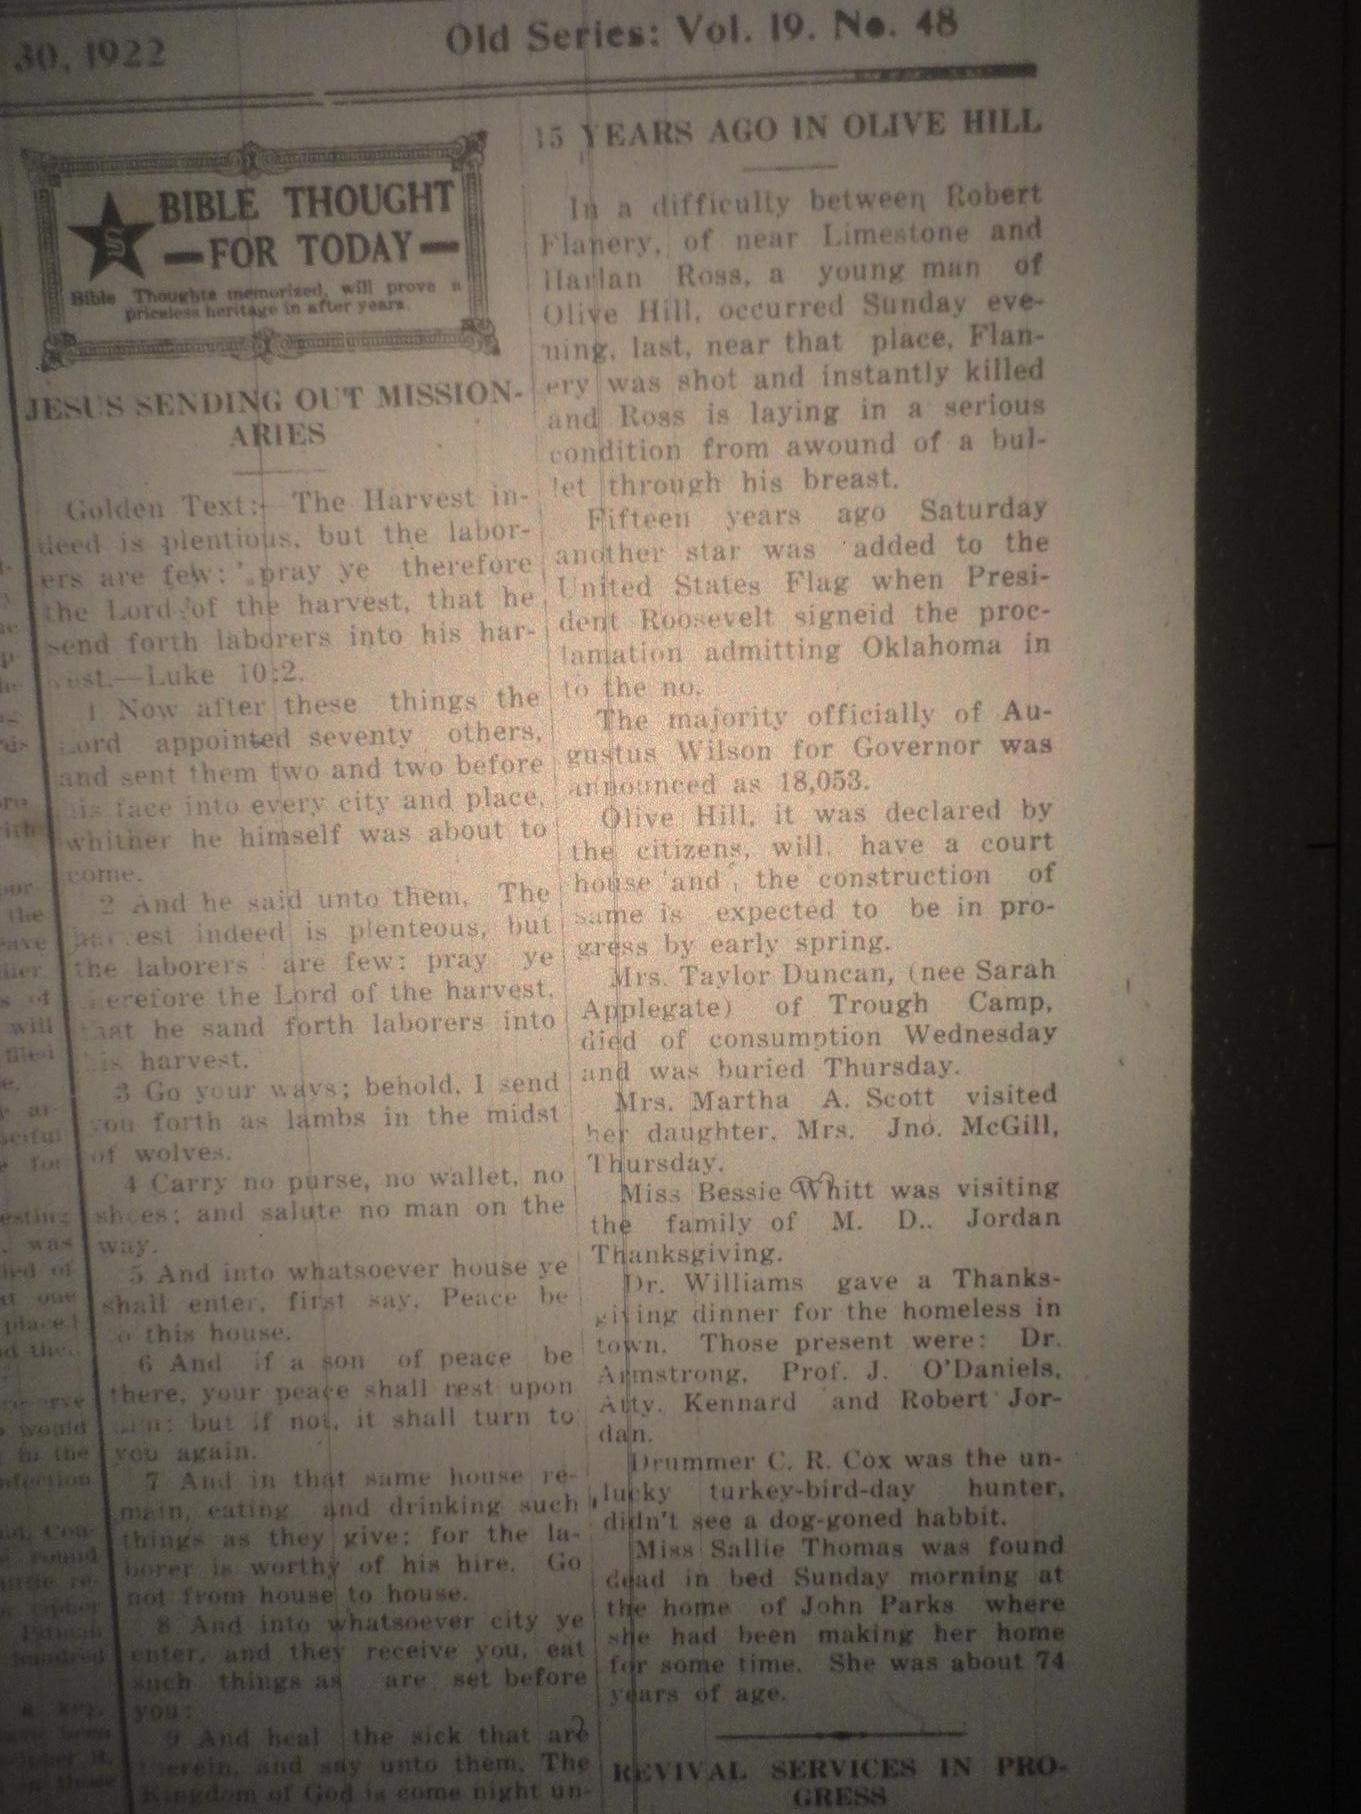 30, 1922
Old Series: Vol. 19. No. 48
BIBLE THOUGHT
—FOR TODAY—
Bible Thoughts memorized, will prove a
priceless heritage in after years.
JESUS SENDING OUT MISSION-
ARIES
Golden Text:- The Harvest in-
deed is plentious, but the labor-
ers are few: pray ye therefore
the Lord of the harvest, that he
send forth laborers into his har-
vest.—Luke 10:2.
1 Now after these things the
Lord appointed seventy others,
and sent them two and two before
his face into every city and place,
whither he himself was about to
come.
2 And he said unto them, The
harvest indeed is plenteous, but
the laborers are few: pray ye
therefore the Lord of the harvest,
that he sand forth laborers into
his harvest.
3 Go your ways; behold, I send
you forth as lambs in the midst
of wolves.
4 Carry no purse, no wallet, no
shoes; and salute no man on the
way.
5 And into whatsoever house ye
shall enter, first say, Peace be
to this house.
6 And if a son of peace be
there, your peace shall rest upon
him: but if not, it shall turn to
you again.
7 And in that same house re-
main, eating and drinking such
things as they give: for the la-
borer is worthy of his hire. Go
not from house to house.
8 And into whatsoever city ye
enter, and they receive you, eat
such things as are set before
you:
9 And heal the sick that are
therein, and say unto them, The
Kingdom of God is come night un-
15 YEARS AGO IN OLIVE HILL
In a difficulty between Robert
Flanery, of near Limestone and
Harlan Ross, a young man of
Olive Hill, occurred Sunday eve-
ning, last, near that place, Flan-
ery was shot and instantly killed
and Ross is laying in a serious
condition from awound of a bul-
let through his breast.
Fifteen years ago Saturday
another star was added to the
United States Flag when Presi-
dent Roosevelt signeid the proc-
lamation admitting Oklahoma in
to the no.
The majority officially of Au-
gustus Wilson for Governor was
announced as 18,053.
Olive Hill, it was declared by
the citizens, will, have a court
house and, the construction of
same is expected to be in pro-
gress by early spring.
Mrs. Taylor Duncan, (nee Sarah
Applegate) of Trough Camp,
died of consumption Wednesday
and was buried Thursday.
Mrs. Martha A. Scott visited
her daughter, Mrs. Jno. McGill,
Thursday.
Miss Bessie Whitt was visiting
the family of M. D.. Jordan
Thanksgiving.
Dr. Williams gave a Thanks-
giving dinner for the homeless in
town. Those present were: Dr.
Armstrong, Prof. J. O'Daniels,
Atty. Kennard and Robert Jor-
dan.
Drummer C. R. Cox was the un-
lucky turkey-bird-day hunter,
didn't see a dog-goned habbit.
Miss Sallie Thomas was found
dead in bed Sunday morning at
the home of John Parks where
she had been making her home
for some time. She was about 74
years of age.
REVIVAL SERVICES IN PRO-
GRESS